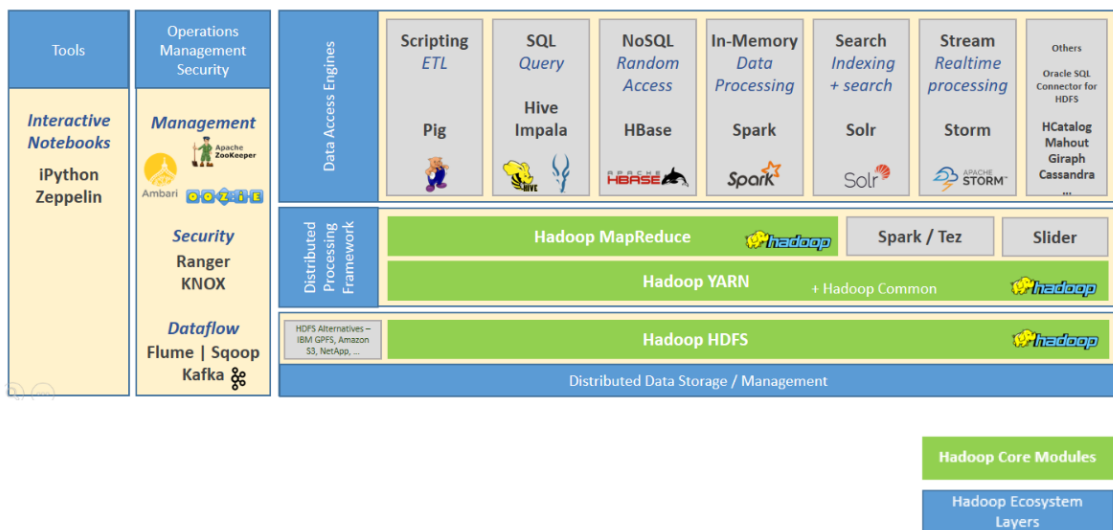 Tools
Interactive
Notebooks
iPython
Zeppelin
Operations
Management
Security
Management
Apache
ZooKeeper
Ambari
OOZIE
Security
Ranger
KNOX
Dataflow
Flume | Sqoop
Kafka
Data Access Engines
Scripting
ETL
Pig
SQL
Query
Hive
Impala
HIVE
NoSQL
Random
Access
HBase
APACHE
HBASE
In-Memory
Data
Processing
Spark
Spark
Search
Indexing
+ search
Solr
Solr
Stream
Realtime
processing
Storm
APACHE
STORM™
Others
Oracle SQL
Connector for
HDFS
HCatalog
Mahout
Giraph
Cassandra
...
Distributed
Processing
Framework
Hadoop MapReduce
hadoop
Spark / Tez
Slider
Hadoop YARN
+ Hadoop Common
hadoop
HDFS Alternatives –
IBM GPFS, Amazon
S3, NetApp, ...
Hadoop HDFS
hadoop
Distributed Data Storage / Management
Hadoop Core Modules
Hadoop Ecosystem
Layers